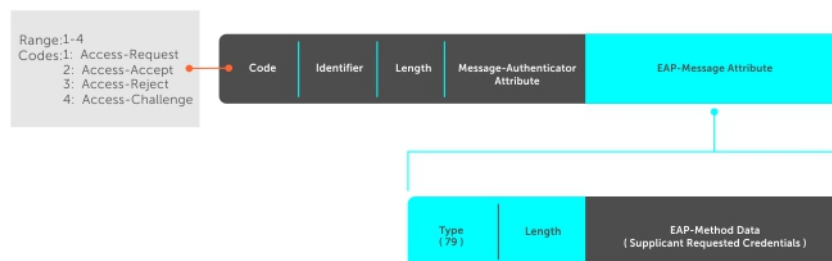 Range:1-4
Codes:1: Access-Request
2: Access-Accept
3: Access-Reject
4: Access-Challenge
Code
Identifier
Length
Message-Authenticator
Attribute
EAP-Message Attribute
Type
( 79 )
Length
EAP-Method Data
( Supplicant Requested Credentials )